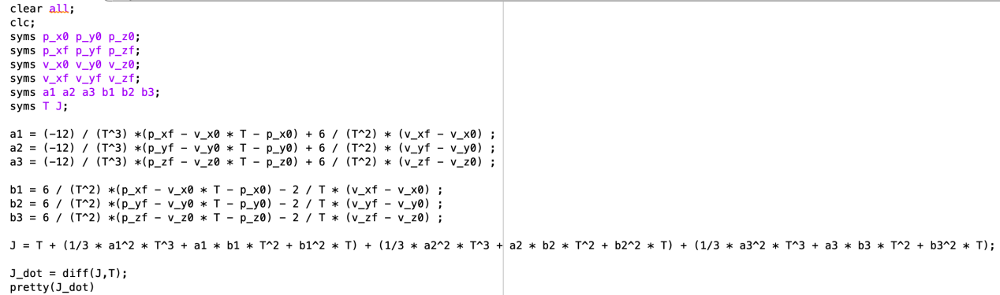 clear all;
clc;
syms p_x0 p_y0 p_z0;
syms p_xf p_yf p_zf;
syms v_x0 v_y0 v_z0;
syms v_xf v_yf v_zf;
syms a1 a2 a3 b1 b2 b3;
syms T J;
a1 = (-12) / (T^3) *(p_xf - v_x0 * T - p_x0) + 6 / (T^2) * (v_xf - v_x0) ;
a2 = (-12) / (T^3) *(p_yf - v_y0 * T - p_y0) + 6 / (T^2) * (v_yf - v_y0) ;
a3 = (-12) / (T^3) *(p_zf - v_z0 * T - p_z0) + 6 / (T^2) * (v_zf - v_z0) ;
b1 = 6 / (T^2) *(p_xf - v_x0 * T - p_x0) - 2 / T * (v_xf - v_x0) ;
b2 = 6 / (T^2) *(p_yf - v_y0 * T - p_y0) - 2 / T * (v_yf - v_y0) ;
b3 = 6 / (T^2) *(p_zf - v_z0 * T - p_z0) - 2 / T * (v_zf - v_z0) ;
J = T + (1/3 * a1^2 * T^3 + a1 * b1 * T^2 + b1^2 * T) + (1/3 * a2^2 * T^3 + a2 * b2 * T^2 + b2^2 * T) + (1/3 * a3^2 * T^3 + a3 * b3 * T^2 + b3^2 * T);
J_dot = diff(J,T);
pretty(J_dot)